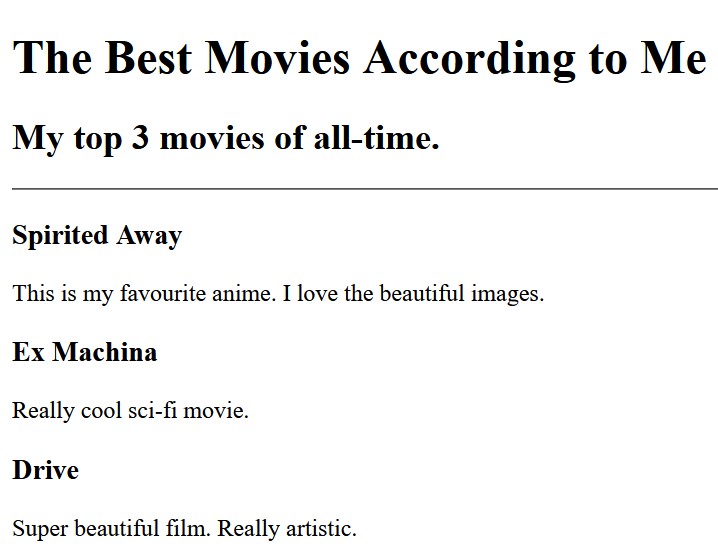 The Best Movies According to Me
My top 3 movies of all-time.
Spirited Away
This is my favourite anime. I love the beautiful images.
Ex Machina
Really cool sci-fi movie.
Drive
Super beautiful film. Really artistic.